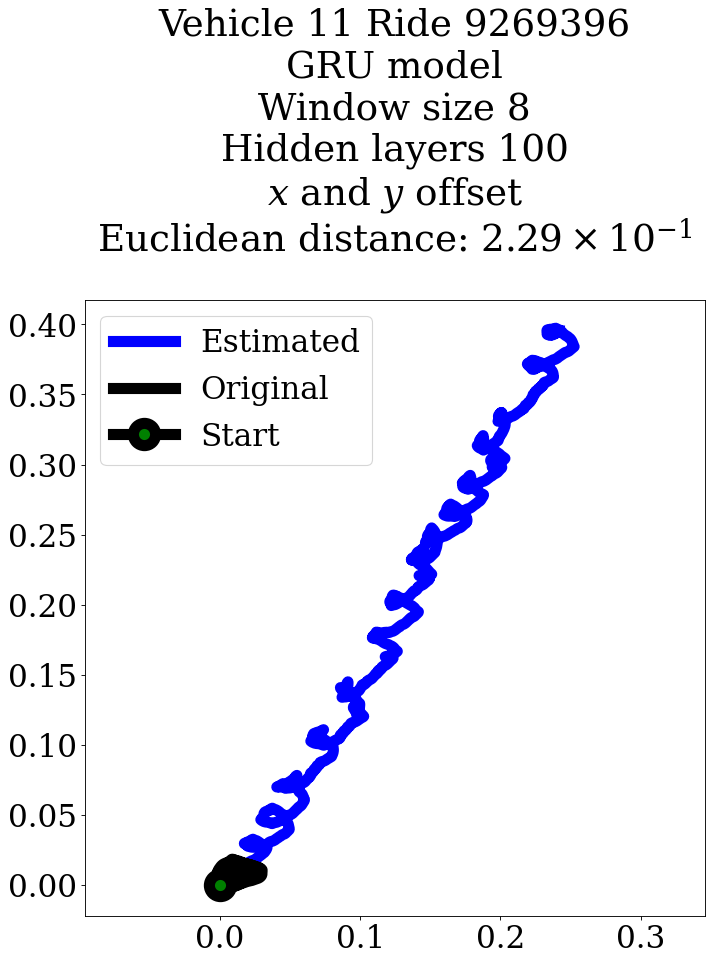 Vehicle 11 Ride 9269396
GRU model
Window size 8
Hidden layers 100
x and y offset
Euclidean distance: 2.29 × 10⁻¹
Estimated
Original
Start
0.40
0.35
0.30
0.25
0.20
0.15
0.10
0.05
0.00
0.0 0.1 0.2 0.3